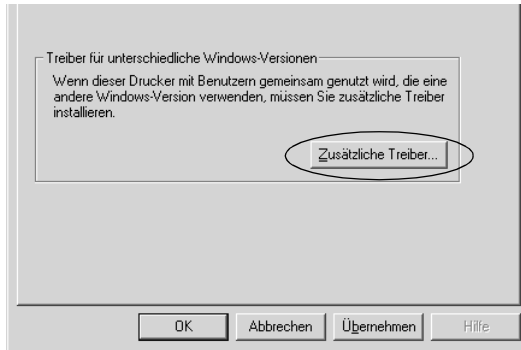 Treiber für unterschiedliche Windows-Versionen
Wenn dieser Drucker mit Benutzern gemeinsam genutzt wird, die eine
andere Windows-Version verwenden, müssen Sie zusätzliche Treiber
installieren.
Zusätzliche Treiber...
OK Abbrechen Übernehmen Hilfe